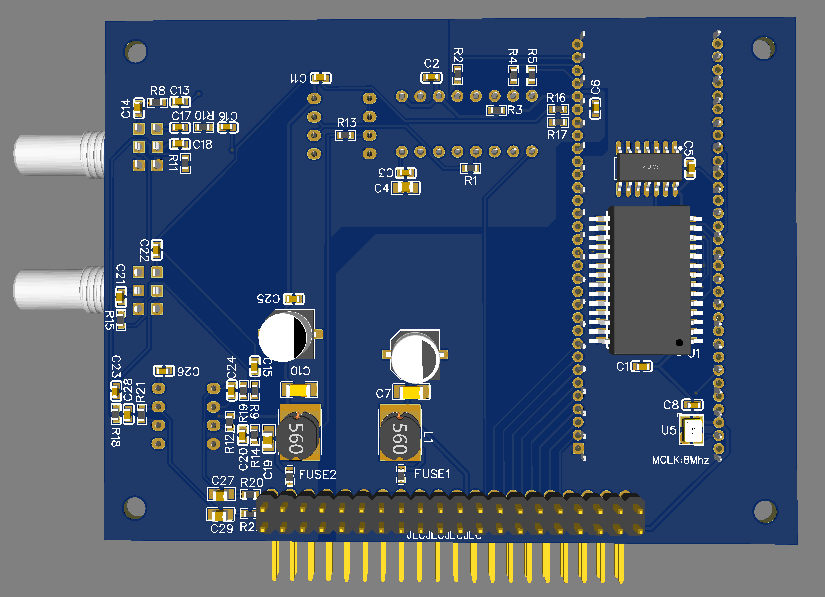 C11
C2
R2
R4
R5
R8
C13
C14
C17
R10
C16
C18
R11
R13
R3
C6
R16
R17
C5
C3
C4
R1
C22
C21
R15
C25
U1
C1
C10
C7
C26
C24
C15
C23
C28
R21
R18
R19
R9
R12
C20
R14
C19
560
560
L1
C8
U5
MCLK:8Mhz
FUSE2
FUSE1
C27
R20
C29
R2
JLCJLCJLCJLC